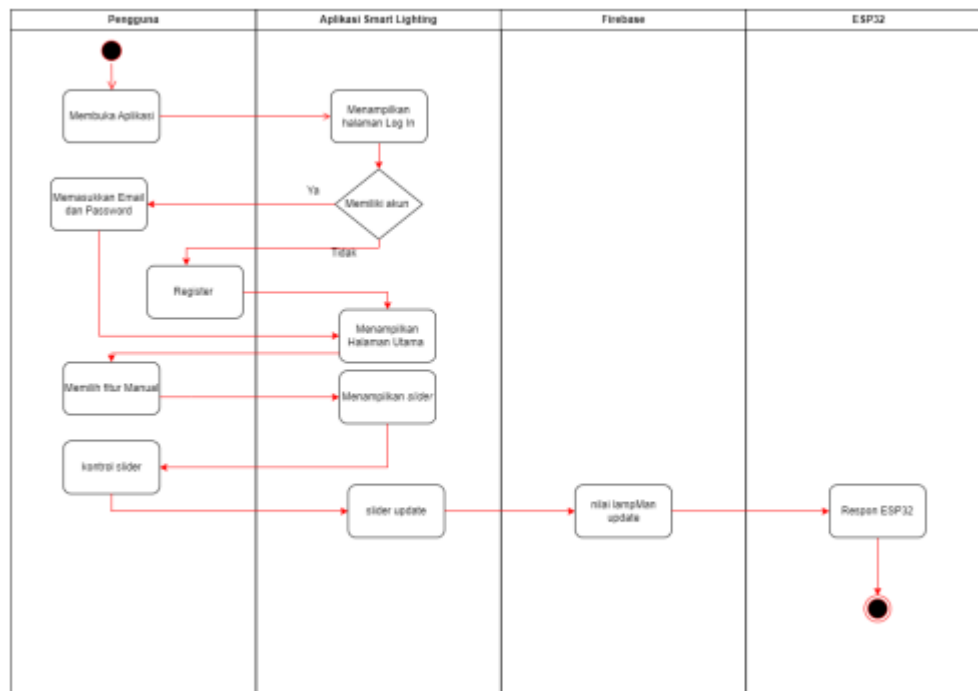 Pengguna
Aplikasi Smart Lighting
Firebase
ESP32
Membuka Aplikasi
Menampilkan
halaman Log In
Memiliki akun
Ya
Memasukkan Email
dan Password
Tidak
Register
Menampilkan
Halaman Utama
Memilih fitur Manual
Menampilkan slider
kontrol slider
slider update
nilai lampMan
update
Respon ESP32